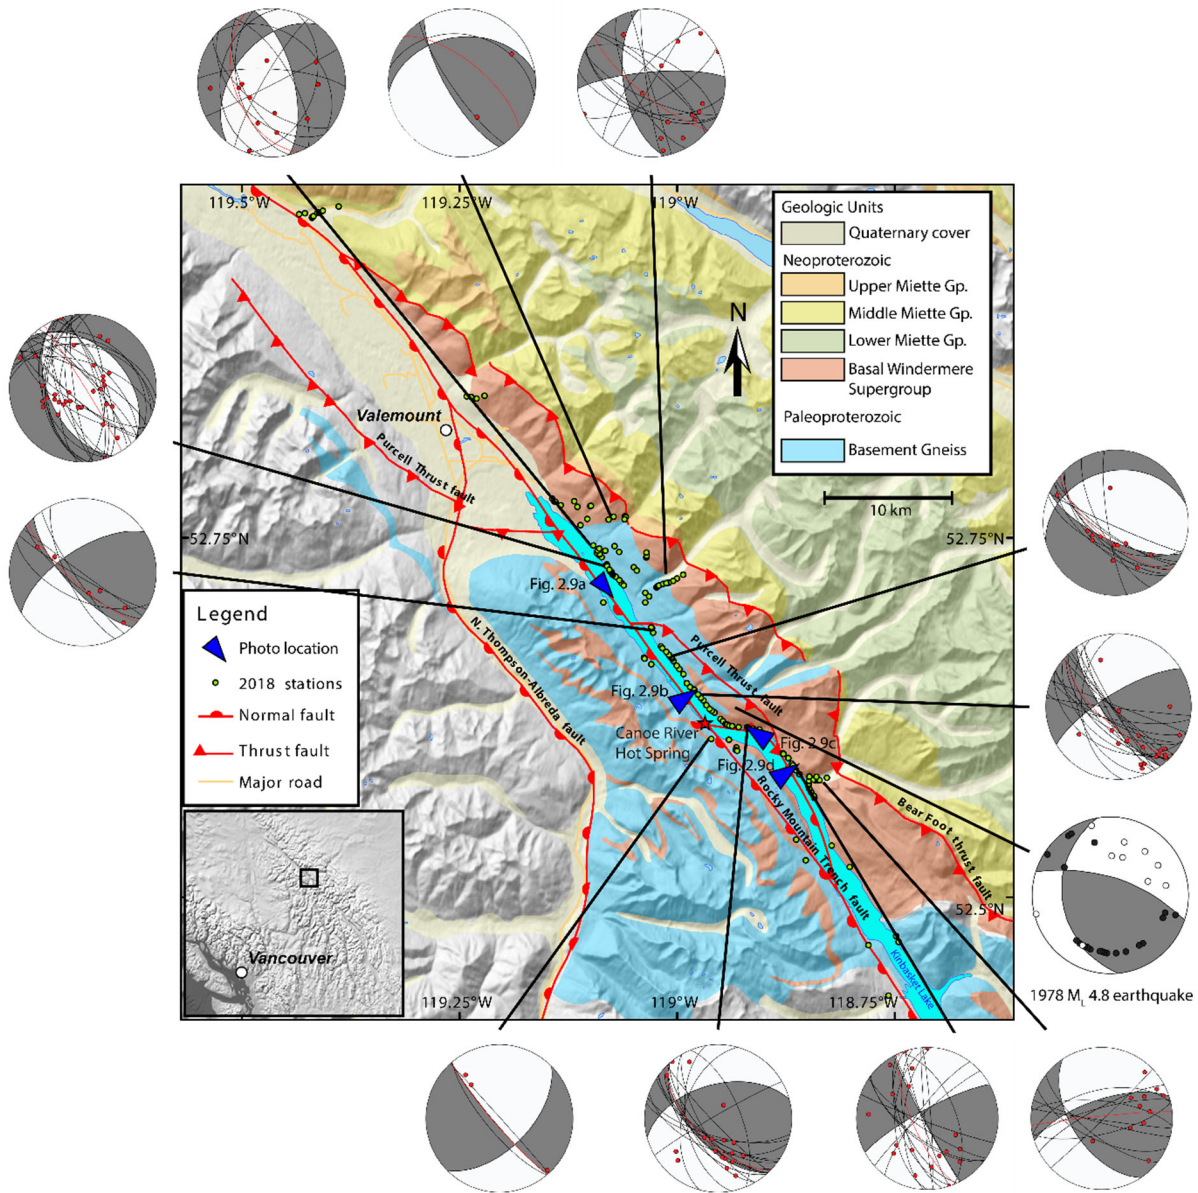 119.5°W
119.25°W
119°W
Geologic Units
Quaternary cover
Neoproterozoic
Upper Miette Gp.
Middle Miette Gp.
Lower Miette Gp.
Basal Windermere
Supergroup
Paleoproterozoic
Basement Gneiss
N
10 km
Valemount
Purcell Thrust fault
52.75°N
52.75°N
Fig. 2.9a
Legend
Photo location
2018 stations
Normal fault
Thrust fault
Major road
N. Thompson-Albreda fault
Purcell Thrust fault
Fig. 2.9b
Canoe River
Hot Spring
Fig. 2.9c
Fig. 2.9d
Rocky Mountain Trench fault
Bear Foot thrust fault
52.5°N
Kinbasket Lake
Vancouver
119.25°W
119°W
118.75°W
1978 ML 4.8 earthquake